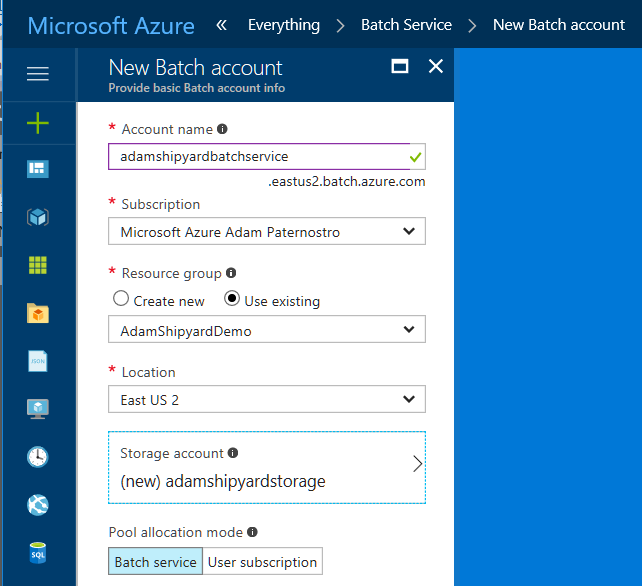 Microsoft Azure « Everything > Batch Service > New Batch account
New Batch account
Provide basic Batch account info
* Account name
adamshipyardbatchservice
.eastus2.batch.azure.com
* Subscription
Microsoft Azure Adam Paternostro
* Resource group
Create new Use existing
AdamShipyardDemo
* Location
East US 2
Storage account
(new) adamshipyardstorage
Pool allocation mode
Batch service User subscription
JSON
SQL